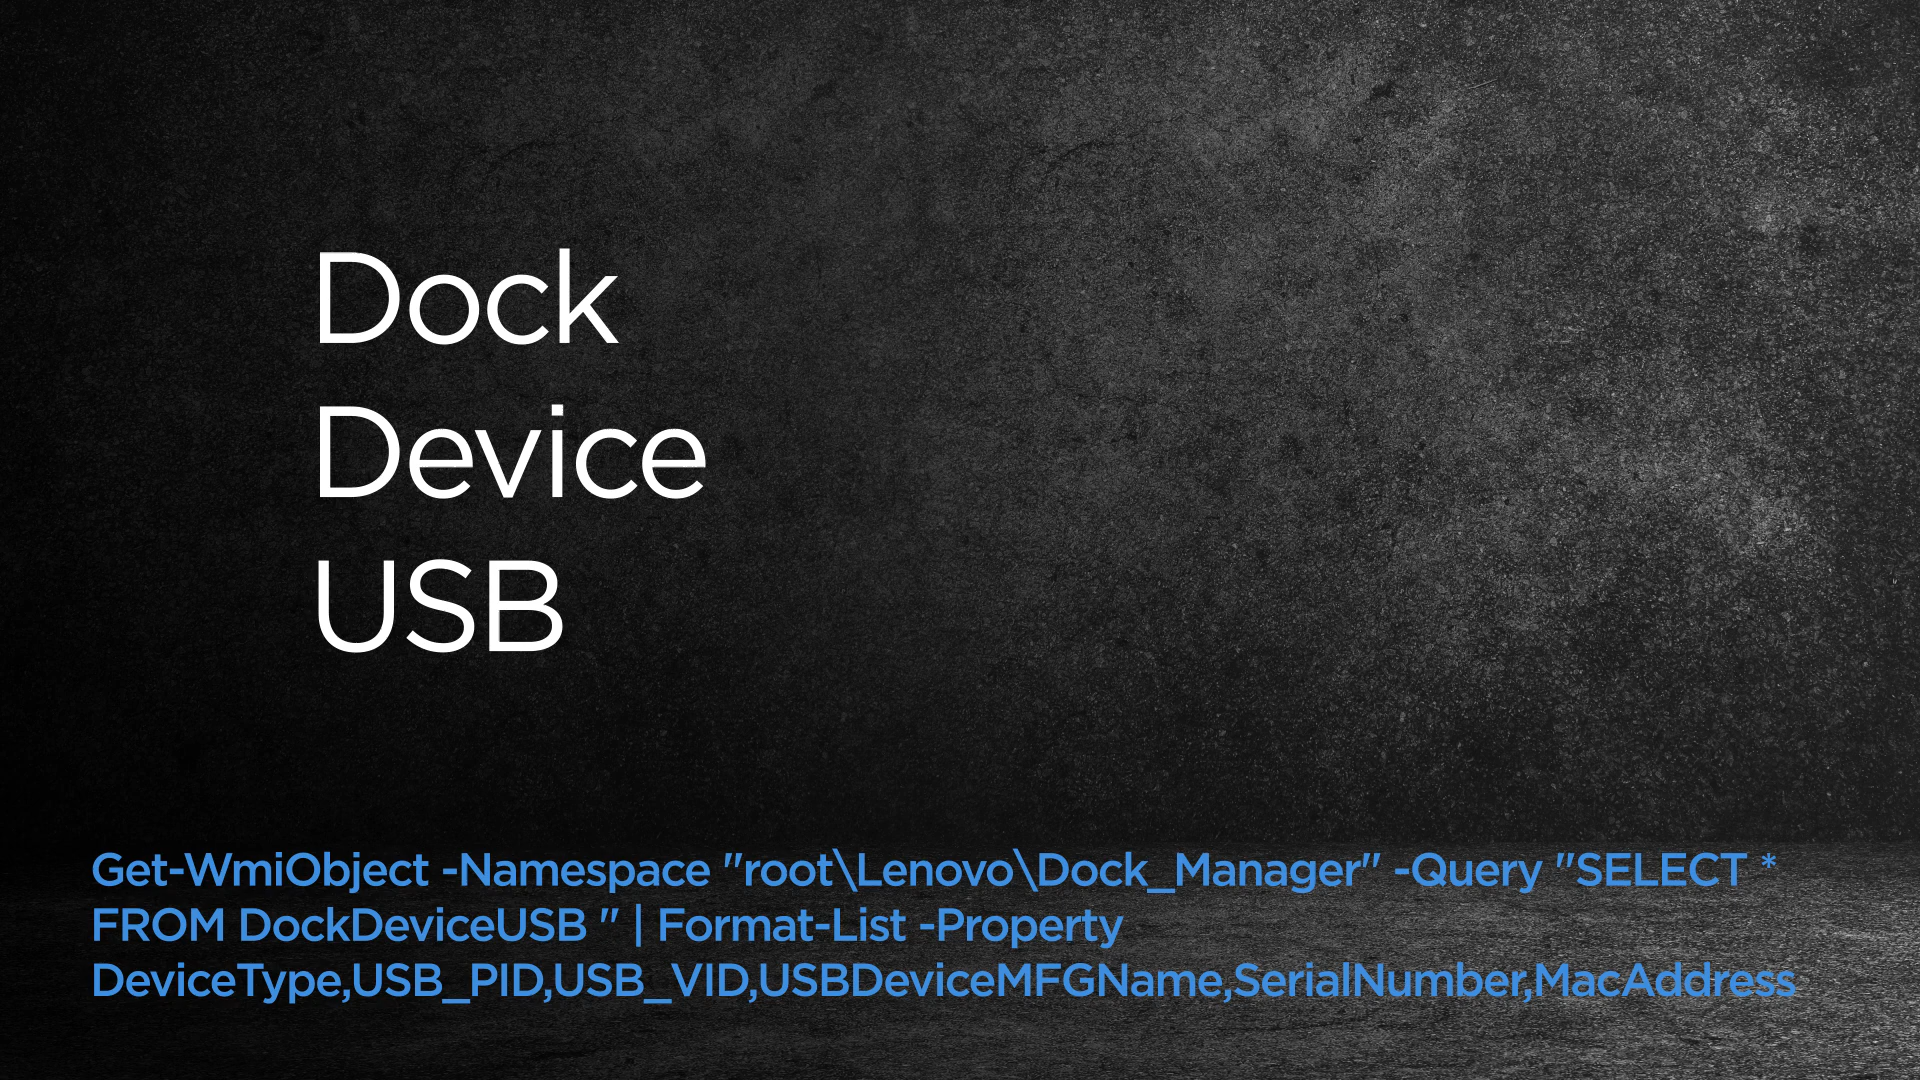 Dock
Device
USB
Get-WmiObject -Namespace "root\Lenovo\Dock_Manager" -Query "SELECT *
FROM DockDeviceUSB " | Format-List -Property
DeviceType,USB_PID,USB_VID,USBDeviceMFGName,SerialNumber,MacAddress